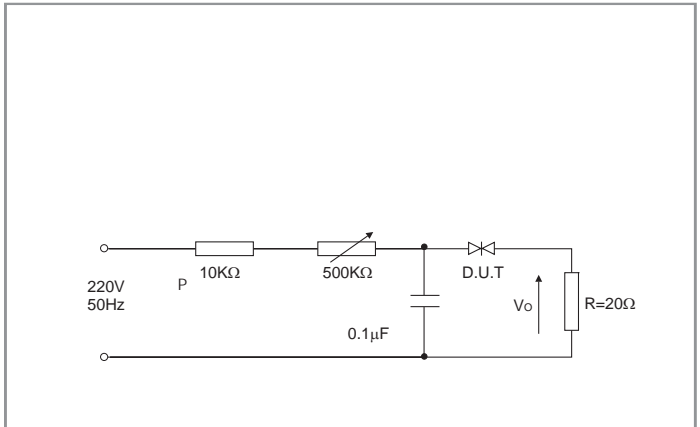 220V
50Hz
P
10KΩ
500KΩ
0.1µF
D.U.T
Vo
R=20Ω